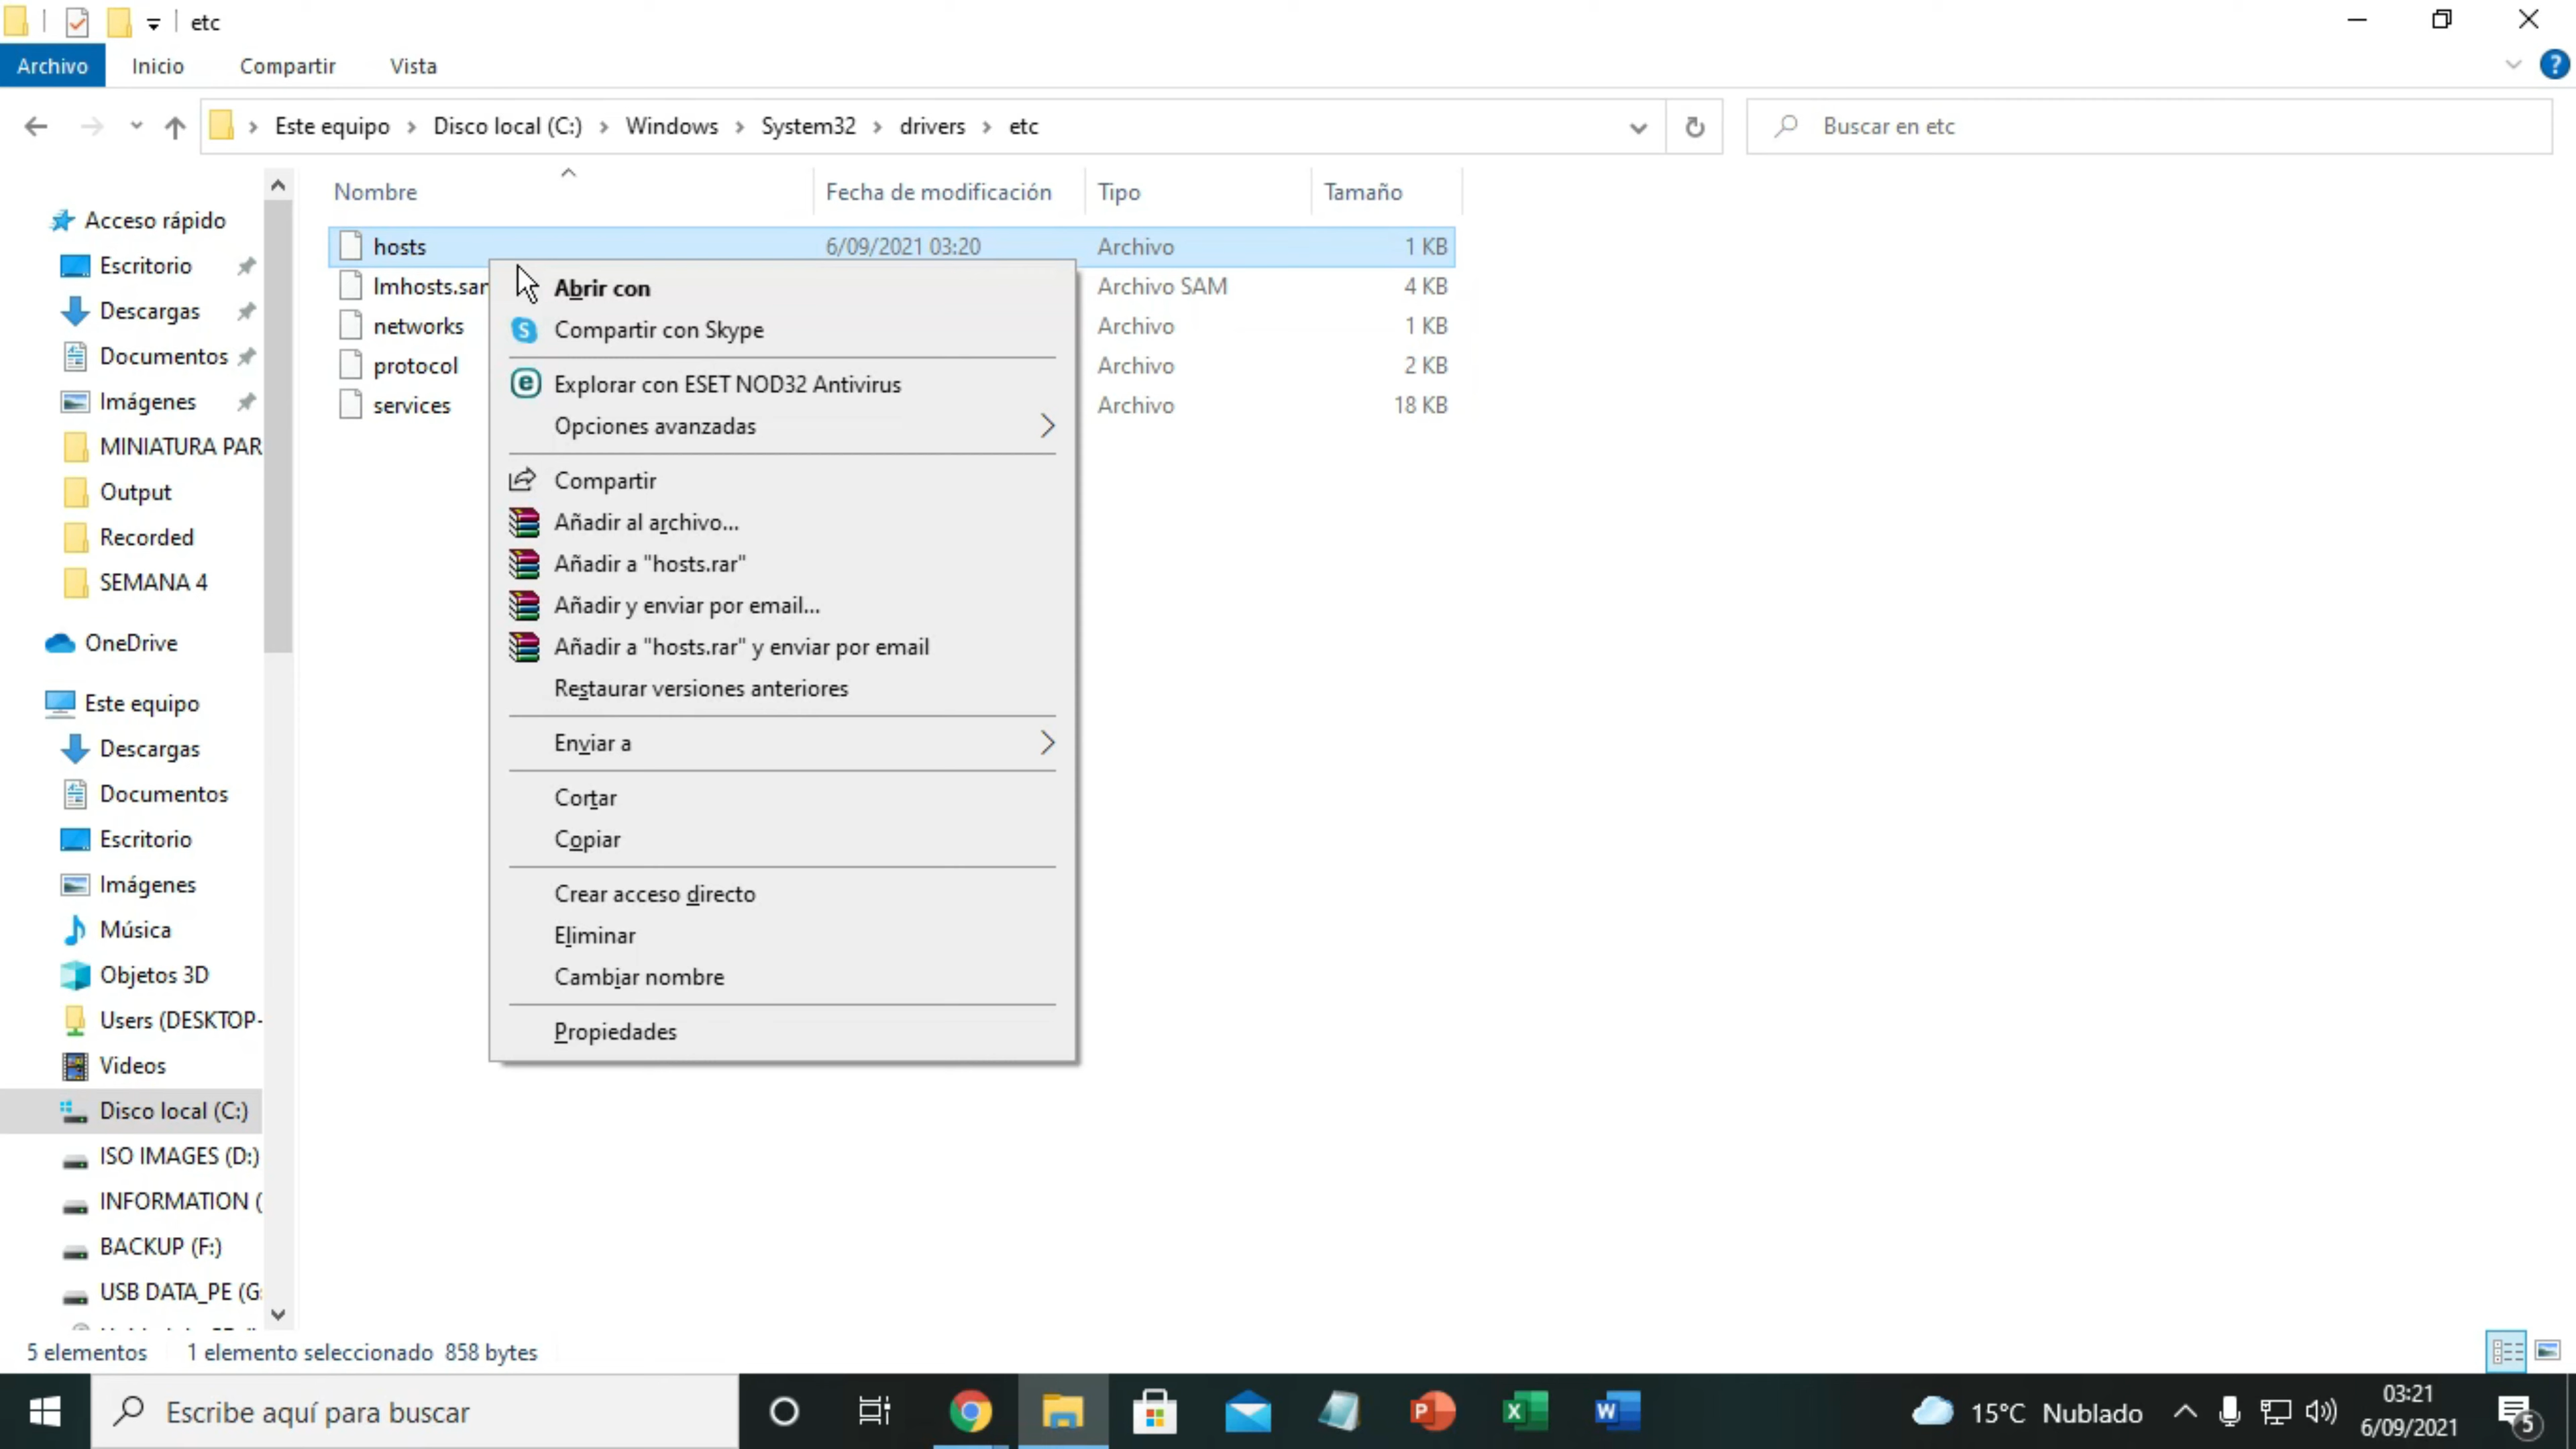 etc
Archivo Inicio Compartir Vista
Este equipo Disco local (C:) Windows System32 drivers etc
Buscar en etc
Nombre Fecha de modificación Tipo Tamaño
hosts 6/09/2021 03:20 Archivo 1 KB
lmhosts.sam Archivo SAM 4 KB
networks Archivo 1 KB
protocol Archivo 2 KB
services Archivo 18 KB
Abrir con
Compartir con Skype
Explorar con ESET NOD32 Antivirus
Opciones avanzadas
Compartir
Añadir al archivo...
Añadir a "hosts.rar"
Añadir y enviar por email...
Añadir a "hosts.rar" y enviar por email
Restaurar versiones anteriores
Enviar a
Cortar
Copiar
Crear acceso directo
Eliminar
Cambiar nombre
Propiedades
Acceso rápido
Escritorio
Descargas
Documentos
Imágenes
MINIATURA PAR
Output
Recorded
SEMANA 4
OneDrive
Este equipo
Descargas
Documentos
Escritorio
Imágenes
Música
Objetos 3D
Users (DESKTOP-
Videos
Disco local (C:)
ISO IMAGES (D:)
INFORMATION (
BACKUP (F:)
USB DATA_PE (G:
5 elementos 1 elemento seleccionado 858 bytes
Escribe aquí para buscar
15°C Nublado
03:21
6/09/2021
5